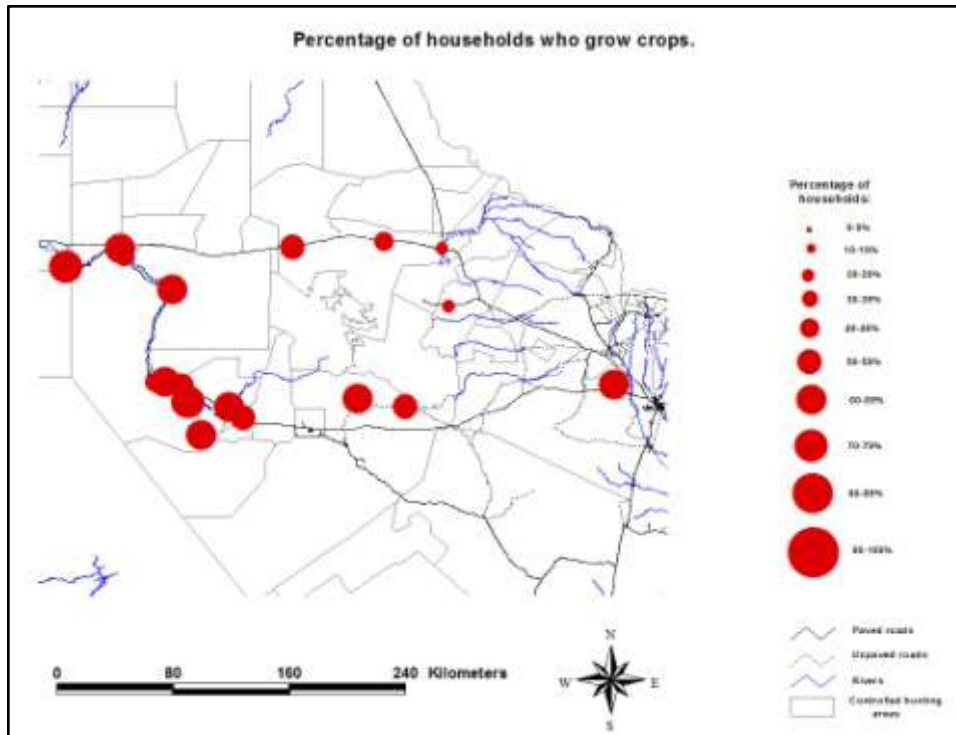 Percentage of households who grow crops.
Percentage of
households:
0-9%
10-19%
20-29%
30-39%
40-49%
50-59%
60-69%
70-79%
80-89%
90-100%
Paved roads
Unpaved roads
Rivers
Controlled hunting
areas
0 80 160 240 Kilometers
N
W E
S